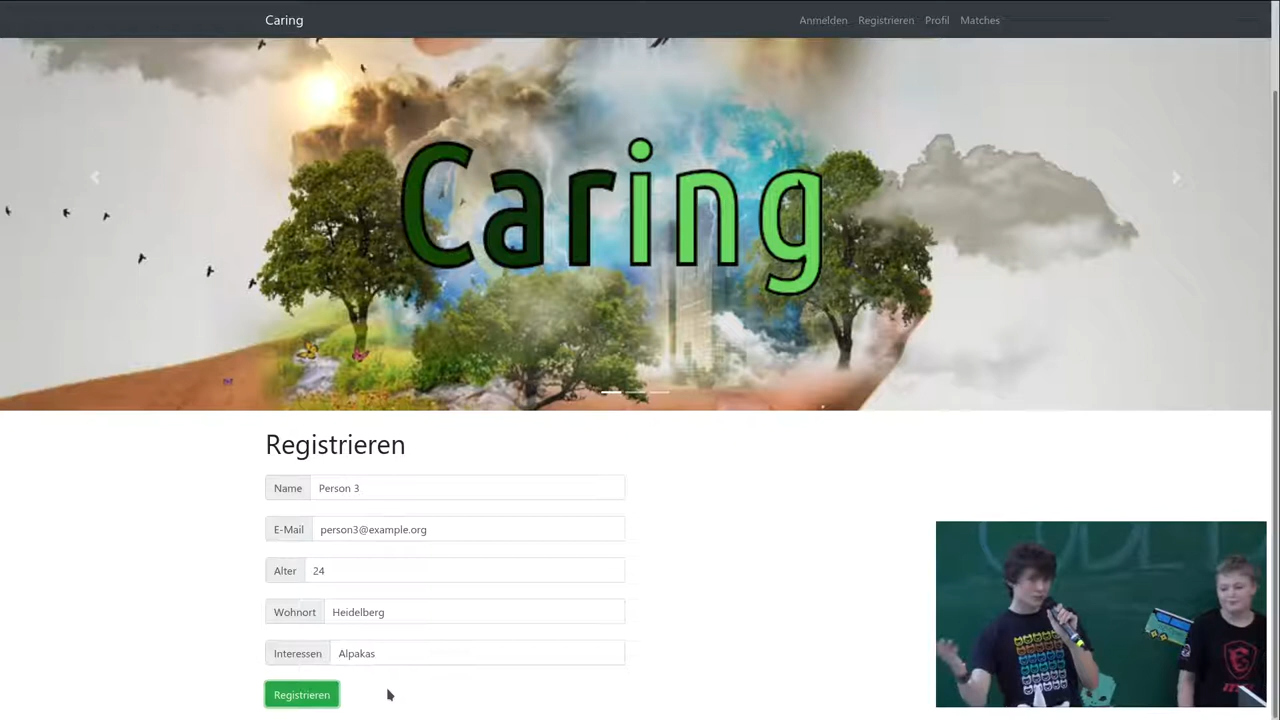 Caring
Anmelden Registrieren Profil Matches
Caring
Registrieren
Name Person 3
E-Mail person3@example.org
Alter 24
Wohnort Heidelberg
Interessen Alpakas
Registrieren